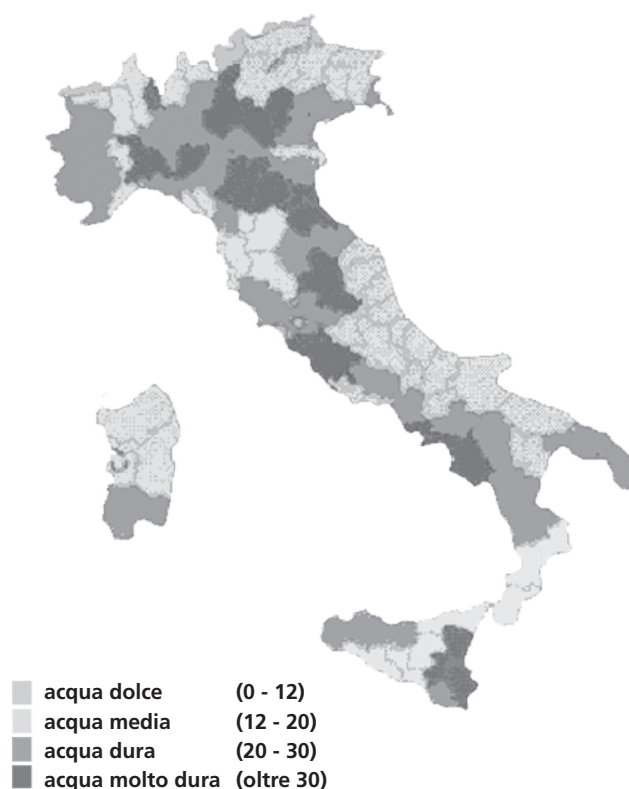 acqua dolce (0 - 12)
acqua media (12 - 20)
acqua dura (20 - 30)
acqua molto dura (oltre 30)